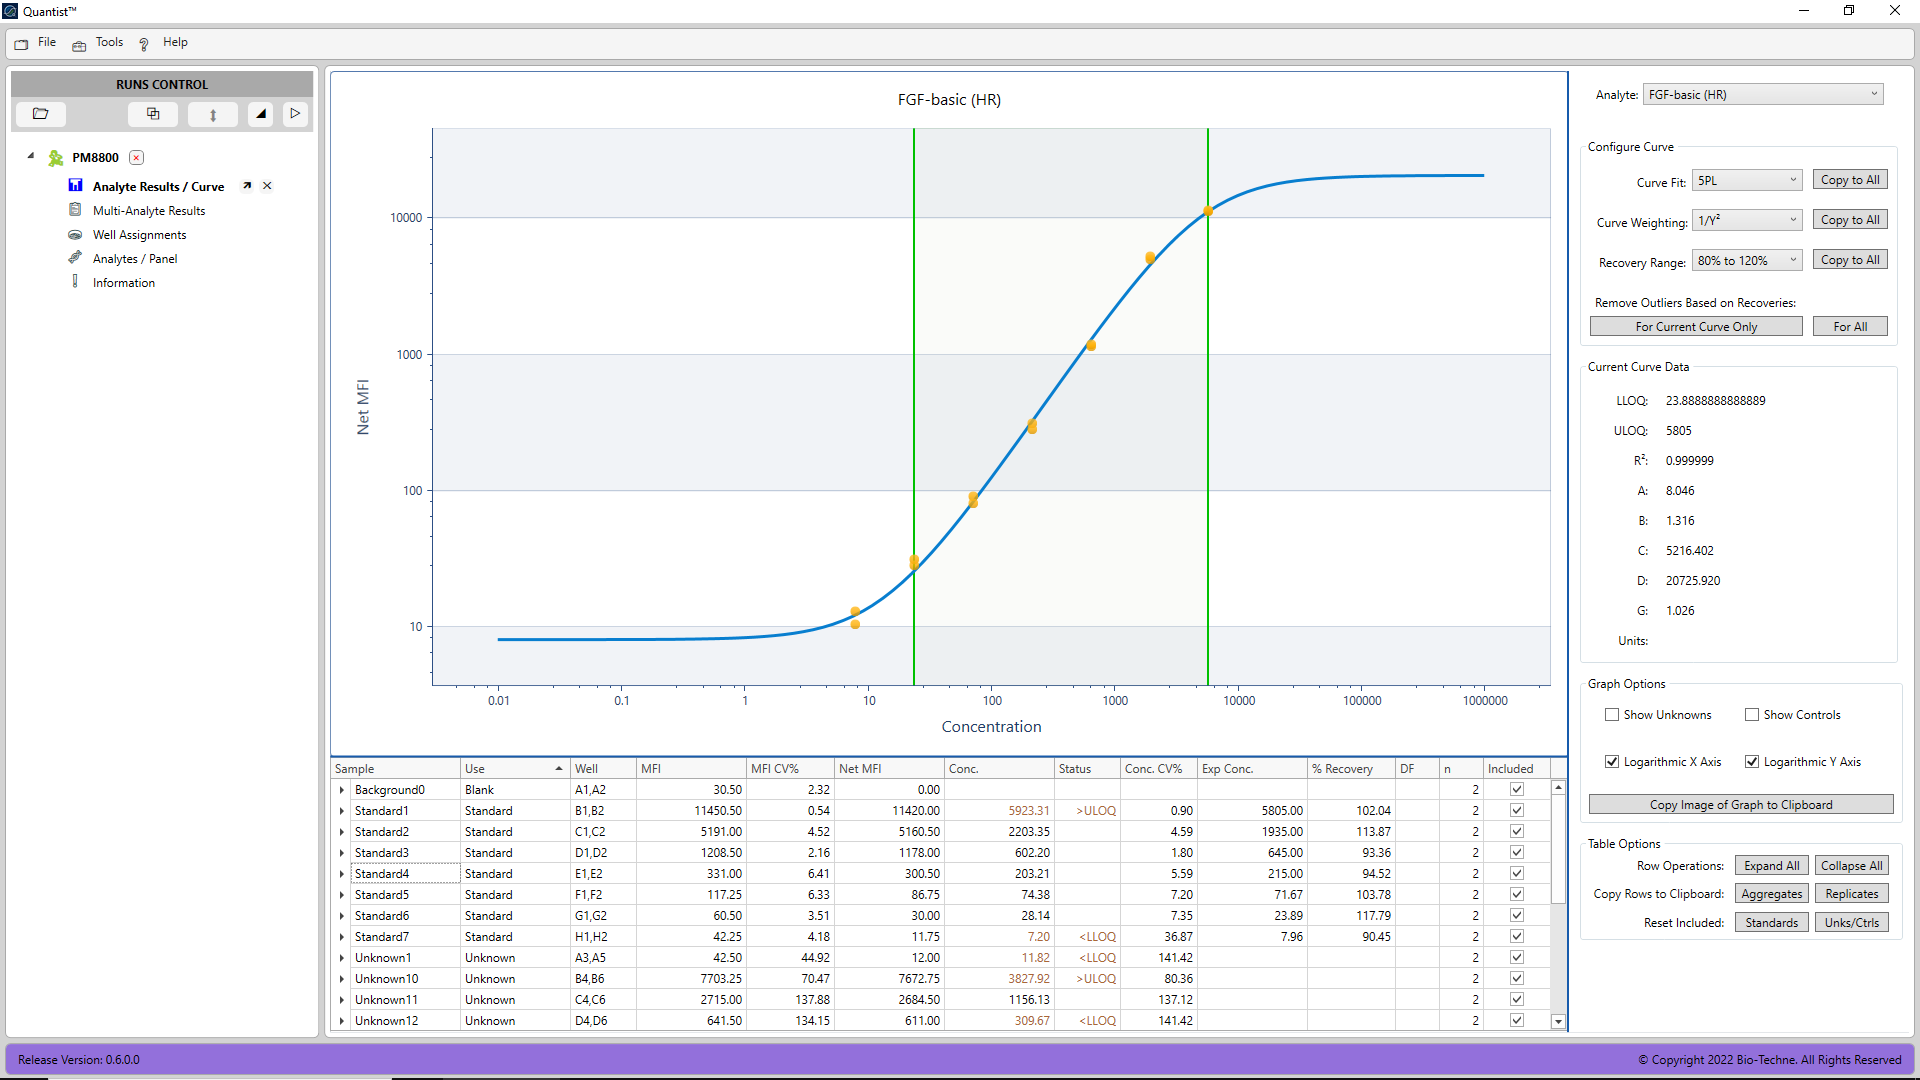 Quantist™
File Tools Help
RUNS CONTROL
PM8800
Analyte Results / Curve
Multi-Analyte Results
Well Assignments
Analytes / Panel
Information
FGF-basic (HR)
10000
1000
100
10
Net MFI
0.01 0.1 1 10 100 1000 10000 100000 1000000
Concentration
Sample Use Well MFI MFI CV% Net MFI Conc. Status Conc. CV% Exp Conc. % Recovery DF n Included
Background0 Blank A1,A2 30.50 2.32 0.00 2
Standard1 Standard B1,B2 11450.50 0.54 11420.00 5923.31 >ULOQ 0.90 5805.00 102.04 2
Standard2 Standard C1,C2 5191.00 4.52 5160.50 2203.35 4.59 1935.00 113.87 2
Standard3 Standard D1,D2 1208.50 2.16 1178.00 602.20 1.80 645.00 93.36 2
Standard4 Standard E1,E2 331.00 6.41 300.50 203.21 5.59 215.00 94.52 2
Standard5 Standard F1,F2 117.25 6.33 86.75 74.38 7.20 71.67 103.78 2
Standard6 Standard G1,G2 60.50 3.51 30.00 28.14 7.35 23.89 117.79 2
Standard7 Standard H1,H2 42.25 4.18 11.75 7.20 <LLOQ 36.87 7.96 90.45 2
Unknown1 Unknown A3,A5 42.50 44.92 12.00 11.82 <LLOQ 141.42 2
Unknown10 Unknown B4,B6 7703.25 70.47 7672.75 3827.92 >ULOQ 80.36 2
Unknown11 Unknown C4,C6 2715.00 137.88 2684.50 1156.13 137.12 2
Unknown12 Unknown D4,D6 641.50 134.15 611.00 309.67 <LLOQ 141.42 2
Analyte: FGF-basic (HR)
Configure Curve
Curve Fit: 5PL Copy to All
Curve Weighting: 1/Y² Copy to All
Recovery Range: 80% to 120% Copy to All
Remove Outliers Based on Recoveries:
For Current Curve Only For All
Current Curve Data
LLOQ: 23.8888888888889
ULOQ: 5805
R²: 0.999999
A: 8.046
B: 1.316
C: 5216.402
D: 20725.920
G: 1.026
Units:
Graph Options
Show Unknowns Show Controls
Logarithmic X Axis Logarithmic Y Axis
Copy Image of Graph to Clipboard
Table Options
Row Operations: Expand All Collapse All
Copy Rows to Clipboard: Aggregates Replicates
Reset Included: Standards Unks/Ctrls
Release Version: 0.6.0.0
© Copyright 2022 Bio-Techne. All Rights Reserved